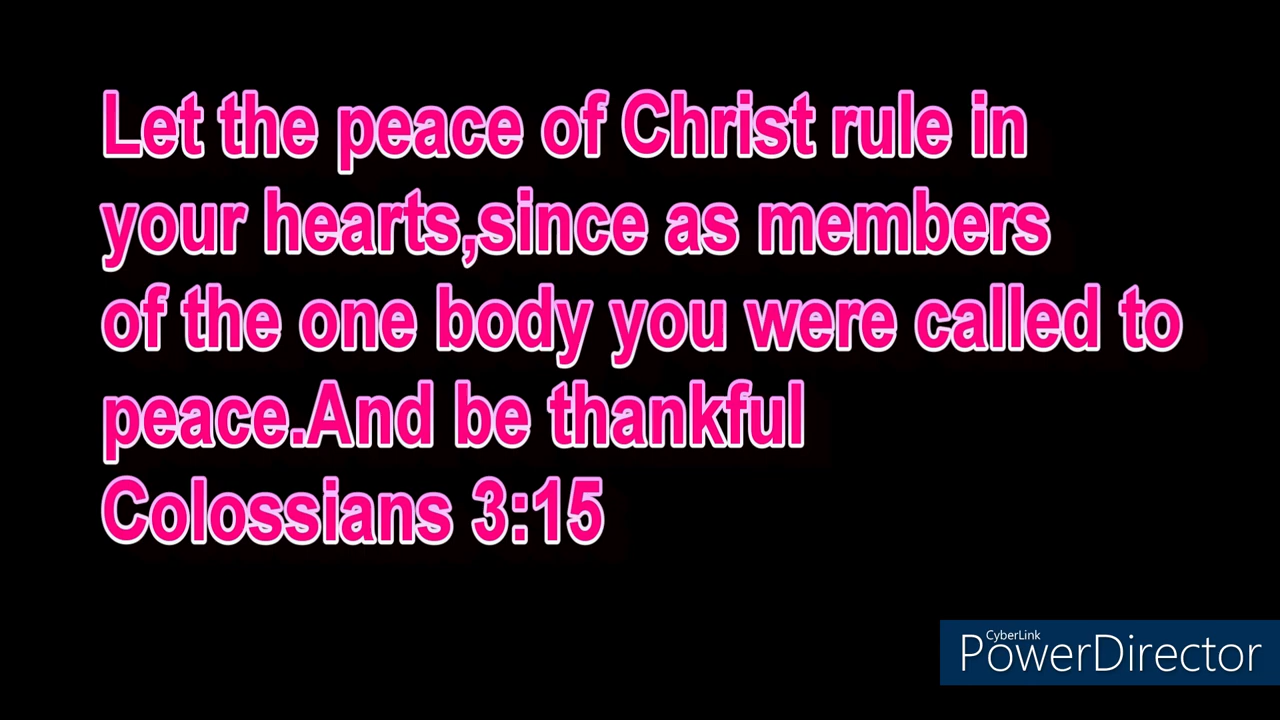 Let the peace of Christ rule in
your hearts,since as members
of the one body you were called to
peace.And be thankful
Colossians 3:15
CyberLink
PowerDirector